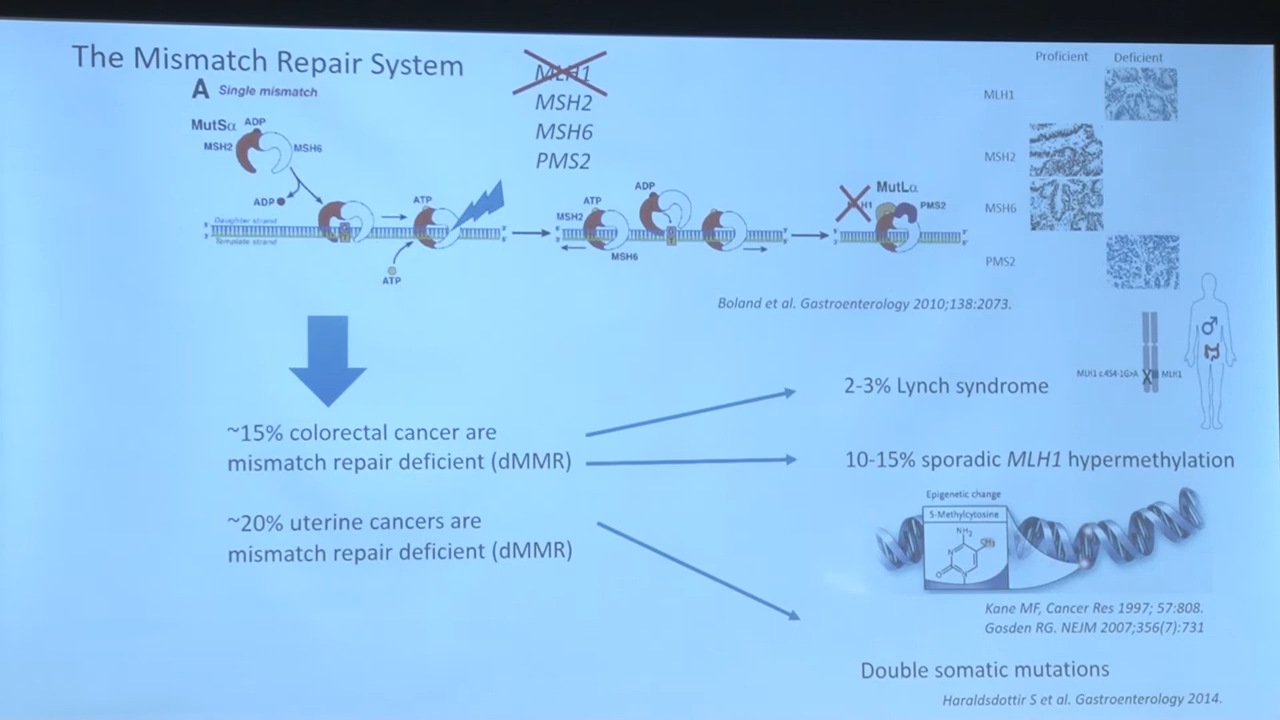 The Mismatch Repair System
A Single mismatch
MutSα
ADP
MSH2
MSH6
ADP
Daughter strand
Template strand
ATP
ATP
MLH1
MSH2
MSH6
PMS2
MSH2
ATP
ADP
MSH6
MutLα
H1
PMS2
Proficient Deficient
MLH1
MSH2
MSH6
PMS2
Boland et al. Gastroenterology 2010;138:2073.
~15% colorectal cancer are
mismatch repair deficient (dMMR)
~20% uterine cancers are
mismatch repair deficient (dMMR)
2-3% Lynch syndrome
MLH1 c.454-1G>A
MLH1
10-15% sporadic MLH1 hypermethylation
Epigenetic change
5-Methylcytosine
NH2
CH3
N
O
N
Kane MF, Cancer Res 1997; 57:808.
Gosden RG. NEJM 2007;356(7):731
Double somatic mutations
Haraldsdottir S et al. Gastroenterology 2014.